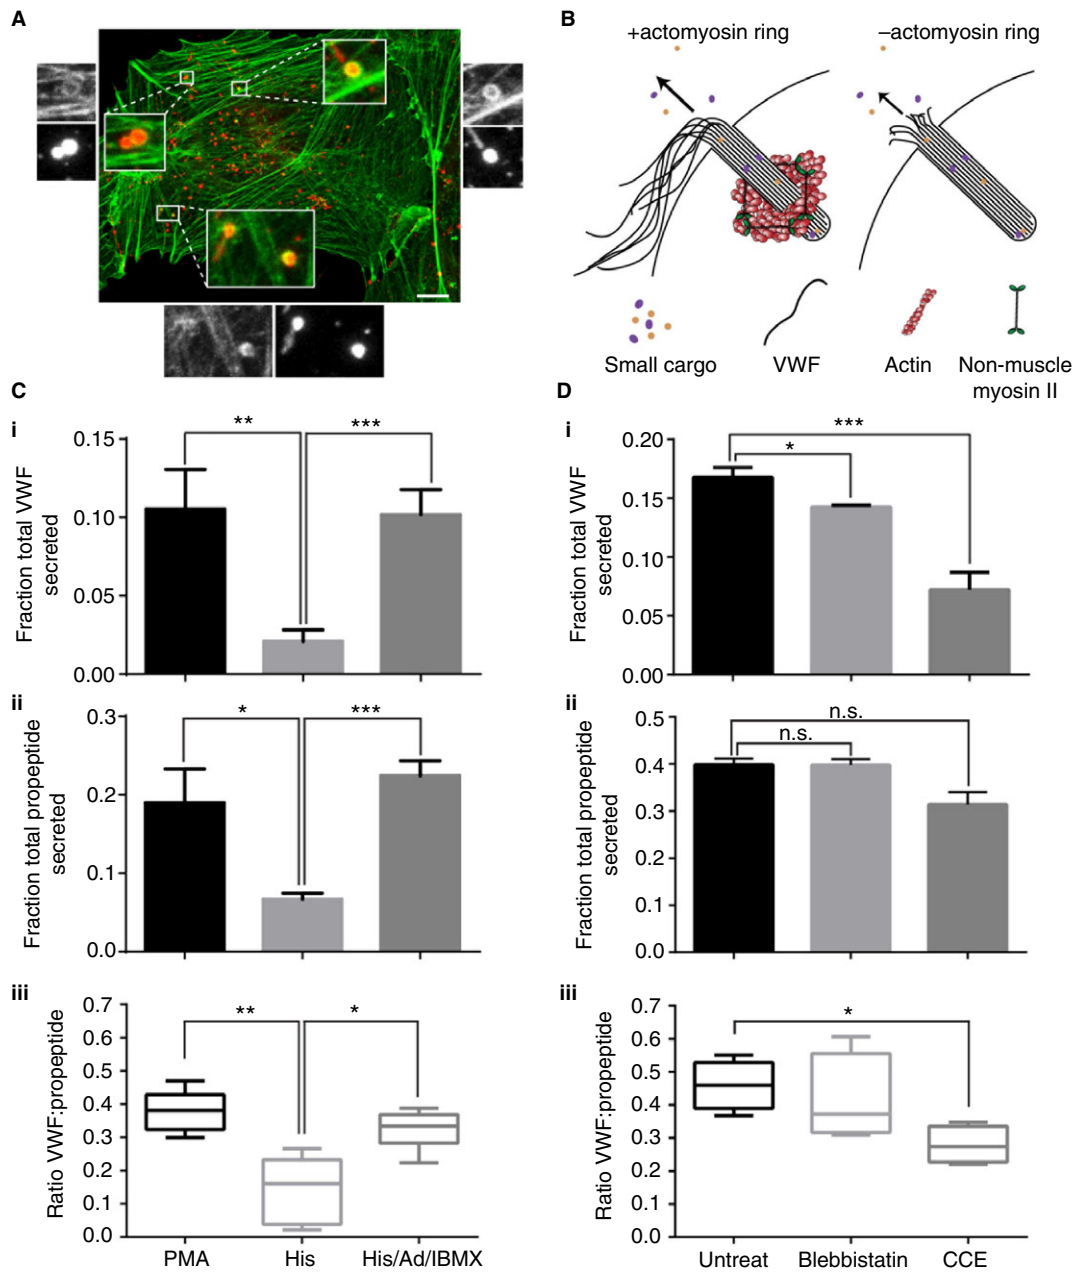 A
B
+actomyosin ring
–actomyosin ring
Small cargo
VWF
Actin
Non-muscle
myosin II
C
D
i
Fraction total VWF
secreted
0.15
0.10
0.05
0.00
**
***
i
Fraction total VWF
secreted
0.20
0.15
0.10
0.05
0.00
***
*
ii
Fraction total propeptide
secreted
0.3
0.2
0.1
0.0
*
***
ii
Fraction total propeptide
secreted
0.5
0.4
0.3
0.2
0.1
0.0
n.s.
n.s.
iii
Ratio VWF:propeptide
0.7
0.6
0.5
0.4
0.3
0.2
0.1
0.0
**
*
PMA
His
His/Ad/IBMX
iii
Ratio VWF:propeptide
0.7
0.6
0.5
0.4
0.3
0.2
0.1
0.0
*
Untreat
Blebbistatin
CCE